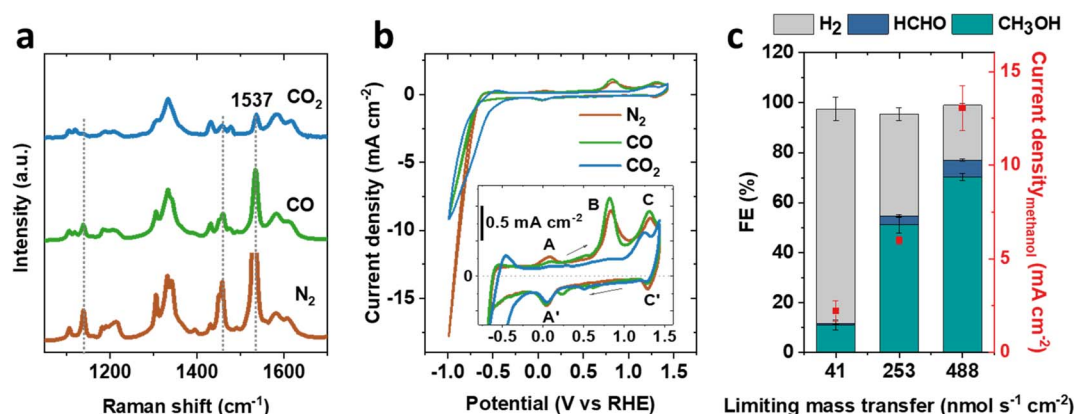 a
Intensity (a.u.)
1537
CO2
CO
N2
1200
1400
1600
Raman shift (cm-1)
b
Current density (mA cm-2)
0
-5
-10
-15
N2
CO
CO2
0.5 mA cm-2
A
B
C
0
A'
C'
-0.5 0.0 0.5 1.0 1.5
-1.0 -0.5 0.0 0.5 1.0 1.5
Potential (V vs RHE)
c
H2 HCHO CH3OH
FE (%)
120
100
80
60
40
20
0
15
10
5
0
Current densitymethanol (mA cm-2)
41 253 488
Limiting mass transfer (nmol s-1 cm-2)